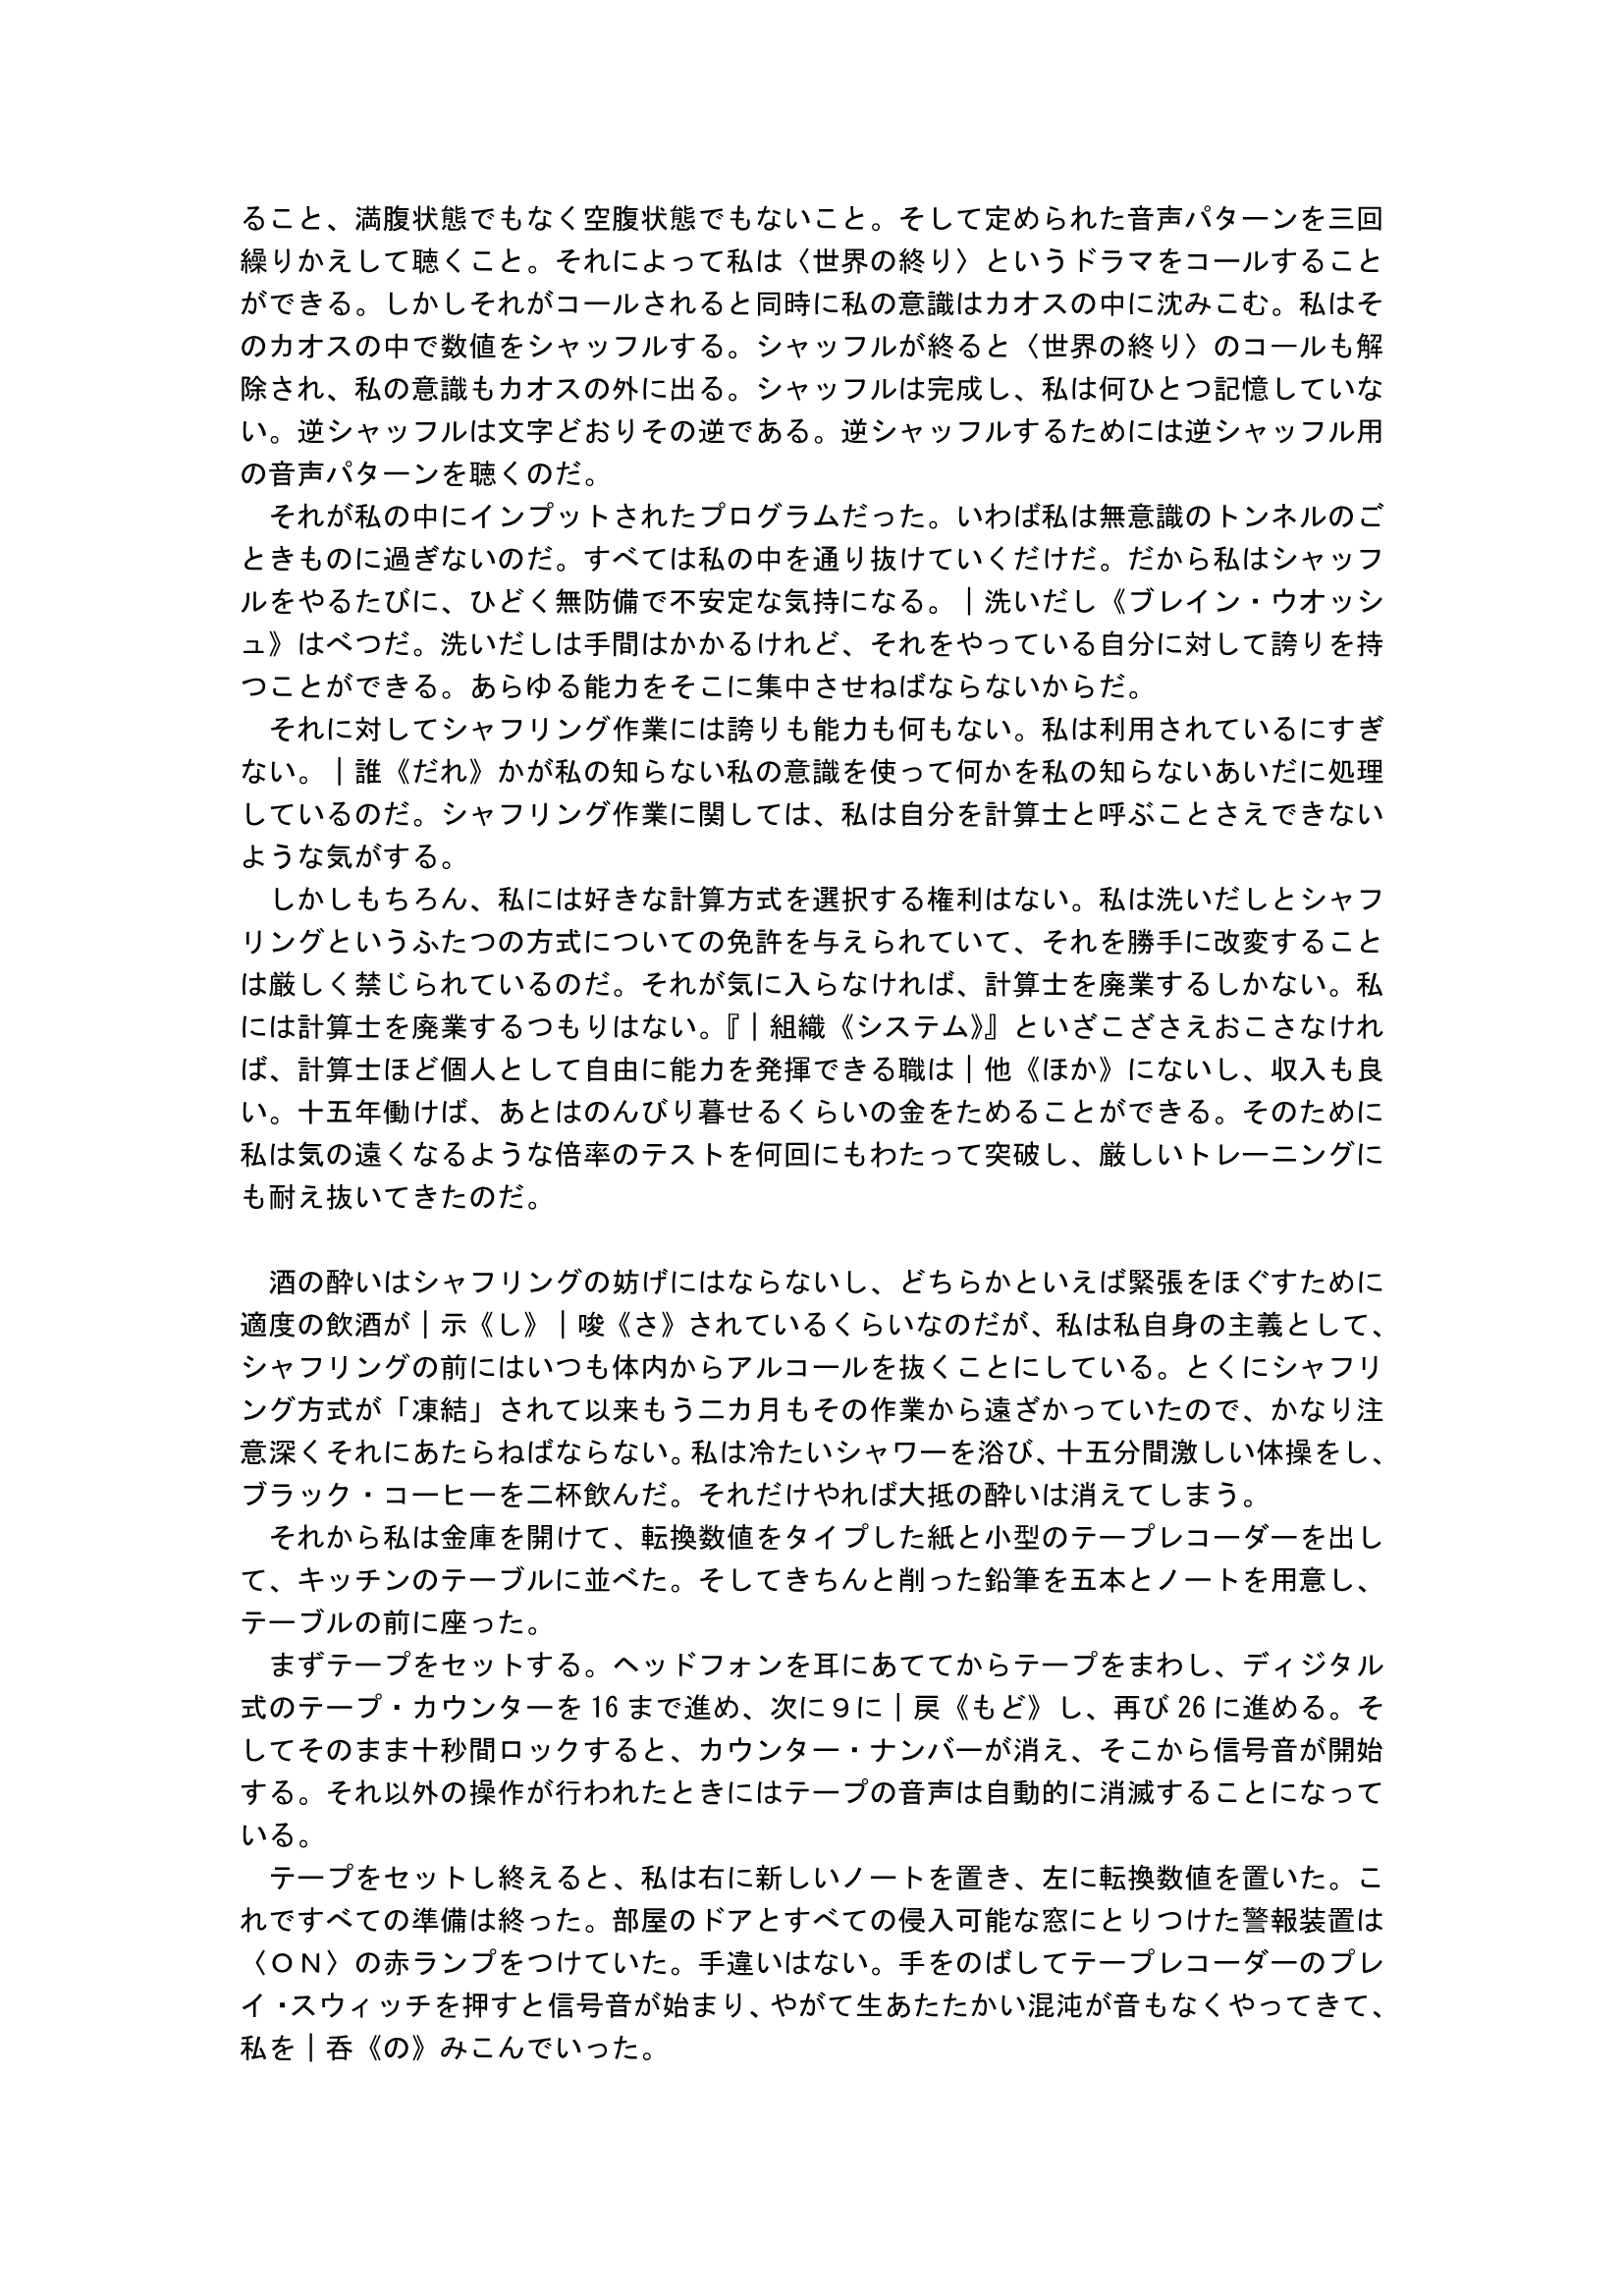 ること、満腹状態でもなく空腹状態でもないこと。そして定められた音声パターンを三回
繰りかえして聴くこと。それによって私は〈世界の終り〉というドラマをコールすること
ができる。しかしそれがコールされると同時に私の意識はカオスの中に沈みこむ。私はそ
のカオスの中で数値をシャッフルする。シャッフルが終ると〈世界の終り〉のコールも解
除され、私の意識もカオスの外に出る。シャッフルは完成し、私は何ひとつ記憶していな
い。逆シャッフルは文字どおりその逆である。逆シャッフルするためには逆シャッフル用
の音声パターンを聴くのだ。
　それが私の中にインプットされたプログラムだった。いわば私は無意識のトンネルのご
ときものに過ぎないのだ。すべては私の中を通り抜けていくだけだ。だから私はシャッフ
ルをやるたびに、ひどく無防備で不安定な気持になる。｜洗いだし《ブレイン・ウオッシ
ュ》はべつだ。洗いだしは手間はかかるけれど、それをやっている自分に対して誇りを持
つことができる。あらゆる能力をそこに集中させねばならないからだ。
　それに対してシャフリング作業には誇りも能力も何もない。私は利用されているにすぎ
ない。｜誰《だれ》かが私の知らない私の意識を使って何かを私の知らないあいだに処理
しているのだ。シャフリング作業に関しては、私は自分を計算士と呼ぶことさえできない
ような気がする。
　しかしもちろん、私には好きな計算方式を選択する権利はない。私は洗いだしとシャフ
リングというふたつの方式についての免許を与えられていて、それを勝手に改変すること
は厳しく禁じられているのだ。それが気に入らなければ、計算士を廃業するしかない。私
には計算士を廃業するつもりはない。『｜組織《システム》』といざこざさえおこさなけれ
ば、計算士ほど個人として自由に能力を発揮できる職は｜他《ほか》にないし、収入も良
い。十五年働けば、あとはのんびり暮せるくらいの金をためることができる。そのために
私は気の遠くなるような倍率のテストを何回にもわたって突破し、厳しいトレーニングに
も耐え抜いてきたのだ。

　酒の酔いはシャフリングの妨げにはならないし、どちらかといえば緊張をほぐすために
適度の飲酒が｜示《し》｜唆《さ》されているくらいなのだが、私は私自身の主義として、
シャフリングの前にはいつも体内からアルコールを抜くことにしている。とくにシャフリ
ング方式が「凍結」されて以来もう二カ月もその作業から遠ざかっていたので、かなり注
意深くそれにあたらねばならない。私は冷たいシャワーを浴び、十五分間激しい体操をし、
ブラック・コーヒーを二杯飲んだ。それだけやれば大抵の酔いは消えてしまう。
　それから私は金庫を開けて、転換数値をタイプした紙と小型のテープレコーダーを出し
て、キッチンのテーブルに並べた。そしてきちんと削った鉛筆を五本とノートを用意し、
テーブルの前に座った。
　まずテープをセットする。ヘッドフォンを耳にあててからテープをまわし、ディジタル
式のテープ・カウンターを 16 まで進め、次に９に｜戻《もど》し、再び 26 に進める。そ
してそのまま十秒間ロックすると、カウンター・ナンバーが消え、そこから信号音が開始
する。それ以外の操作が行われたときにはテープの音声は自動的に消滅することになって
いる。
　テープをセットし終えると、私は右に新しいノートを置き、左に転換数値を置いた。こ
れですべての準備は終った。部屋のドアとすべての侵入可能な窓にとりつけた警報装置は
〈ＯＮ〉の赤ランプをつけていた。手違いはない。手をのばしてテープレコーダーのプレ
イ・スウィッチを押すと信号音が始まり、やがて生あたたかい混沌が音もなくやってきて、
私を｜呑《の》みこんでいった。